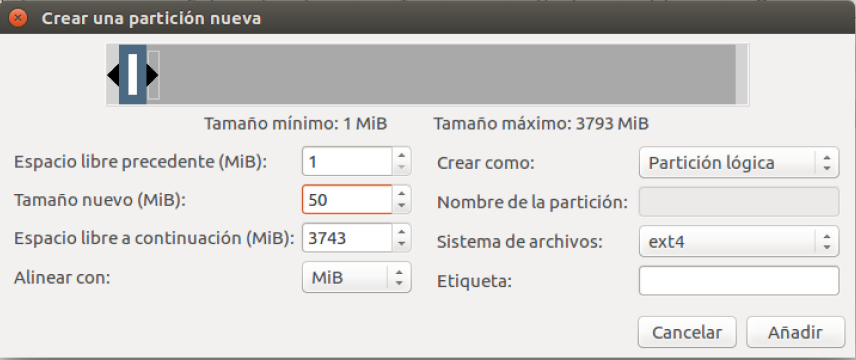 Crear una partición nueva
Tamaño mínimo: 1 MiB Tamaño máximo: 3793 MiB
Espacio libre precedente (MiB): 1 Crear como: Partición lógica
Tamaño nuevo (MiB): 50 Nombre de la partición:
Espacio libre a continuación (MiB): 3743 Sistema de archivos: ext4
Alinear con: MiB Etiqueta:
Cancelar Añadir